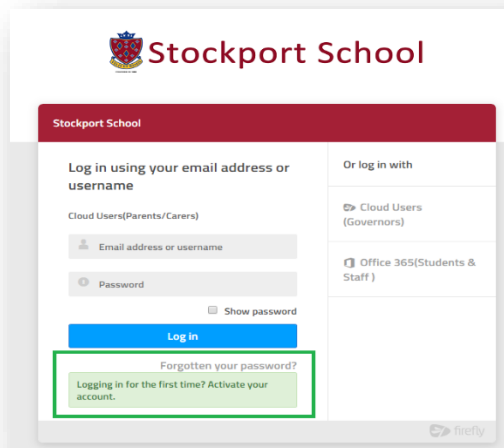 Stockport School
Stockport School
Log in using your email address or
username
Cloud Users(Parents/Carers)
Email address or username
Password
Show password
Log in
Forgotten your password?
Logging in for the first time? Activate your
account.
Or log in with
Cloud Users
(Governors)
Office 365(Students &
Staff )
firefly